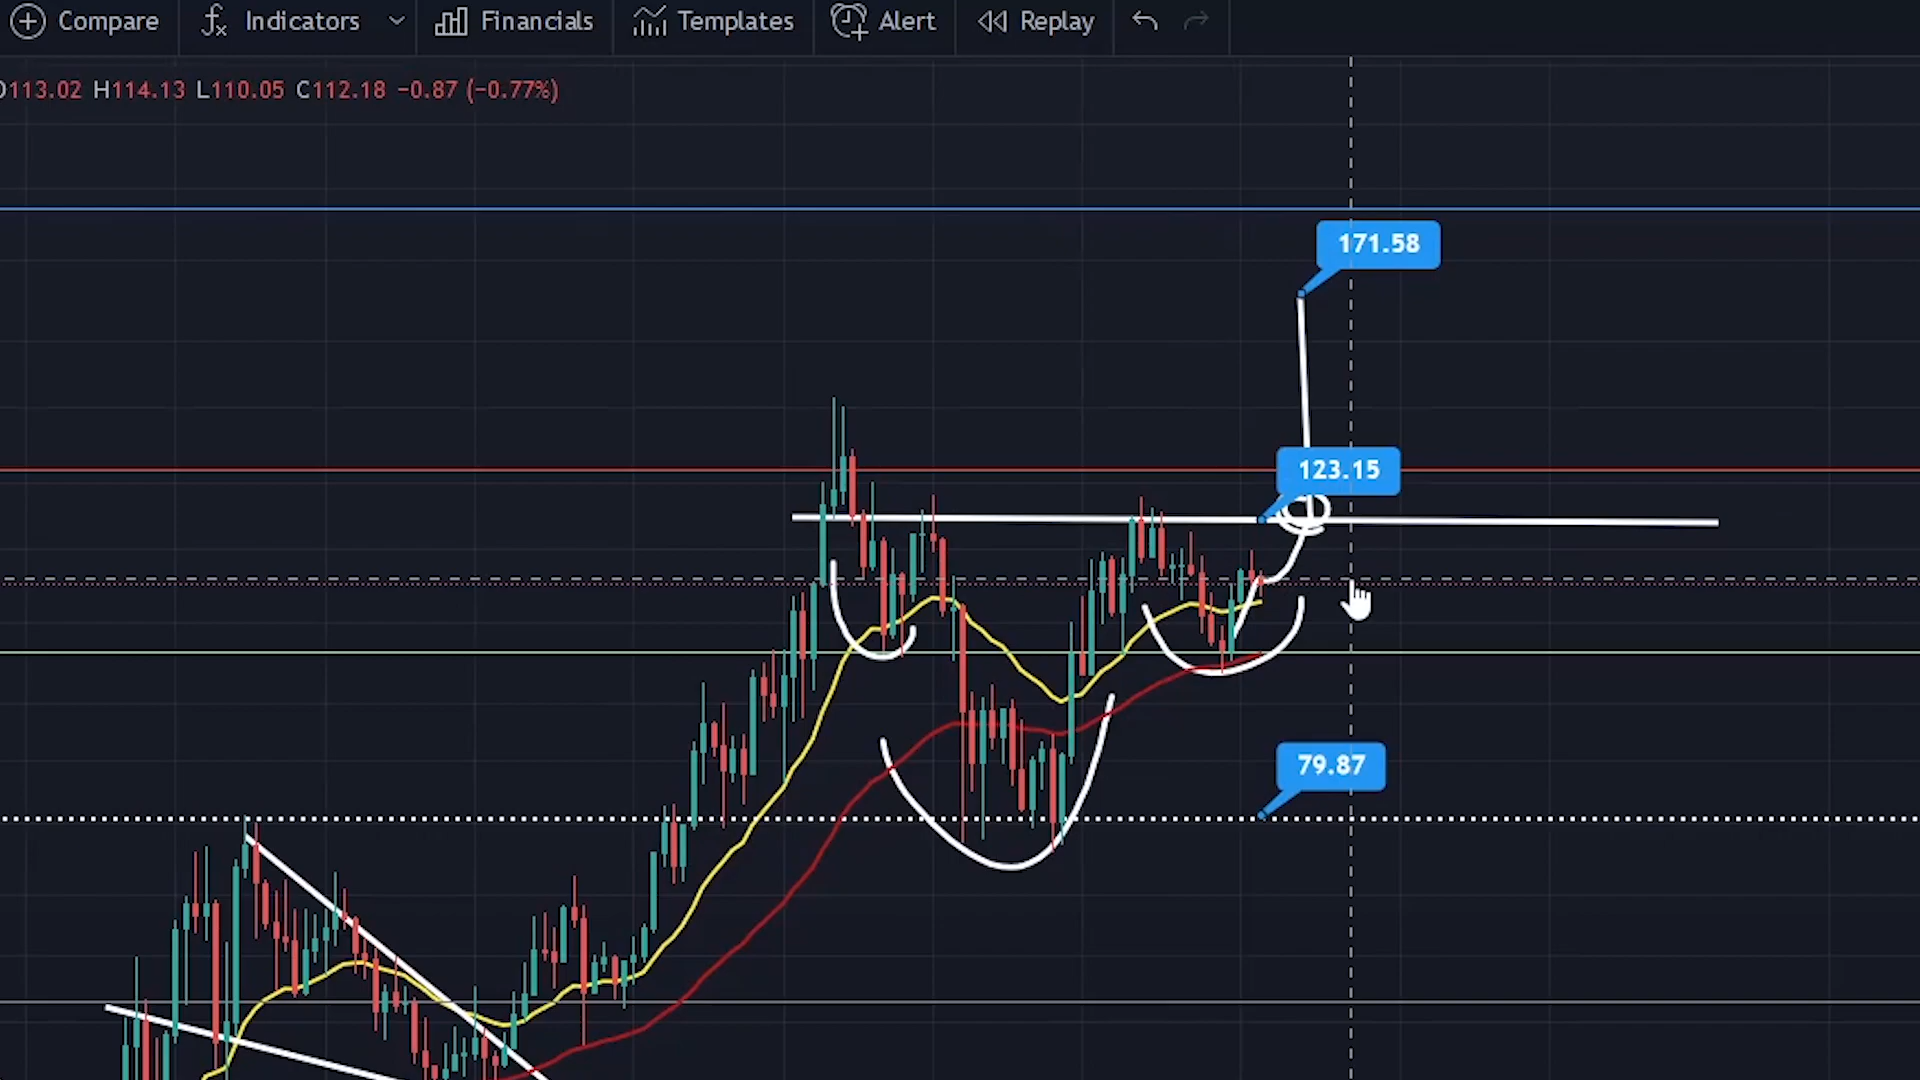 Compare Indicators Financials Templates Alert Replay
O113.02 H114.13 L110.05 C112.18 −0.87 (−0.77%)
171.58
123.15
79.87